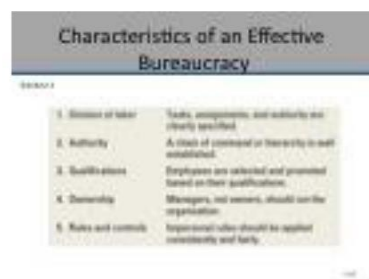 Characteristics of an Effective
Bureaucracy
1. Division of labor
Tasks, assignments, and authority are
clearly specified.
2. Authority
A chain of command or hierarchy is well
established.
3. Qualifications
Employees are selected and promoted
based on their qualifications.
4. Ownership
Managers, not owners, should run the
organization.
5. Rules and controls
Impersonal rules should be applied
consistently and fairly.